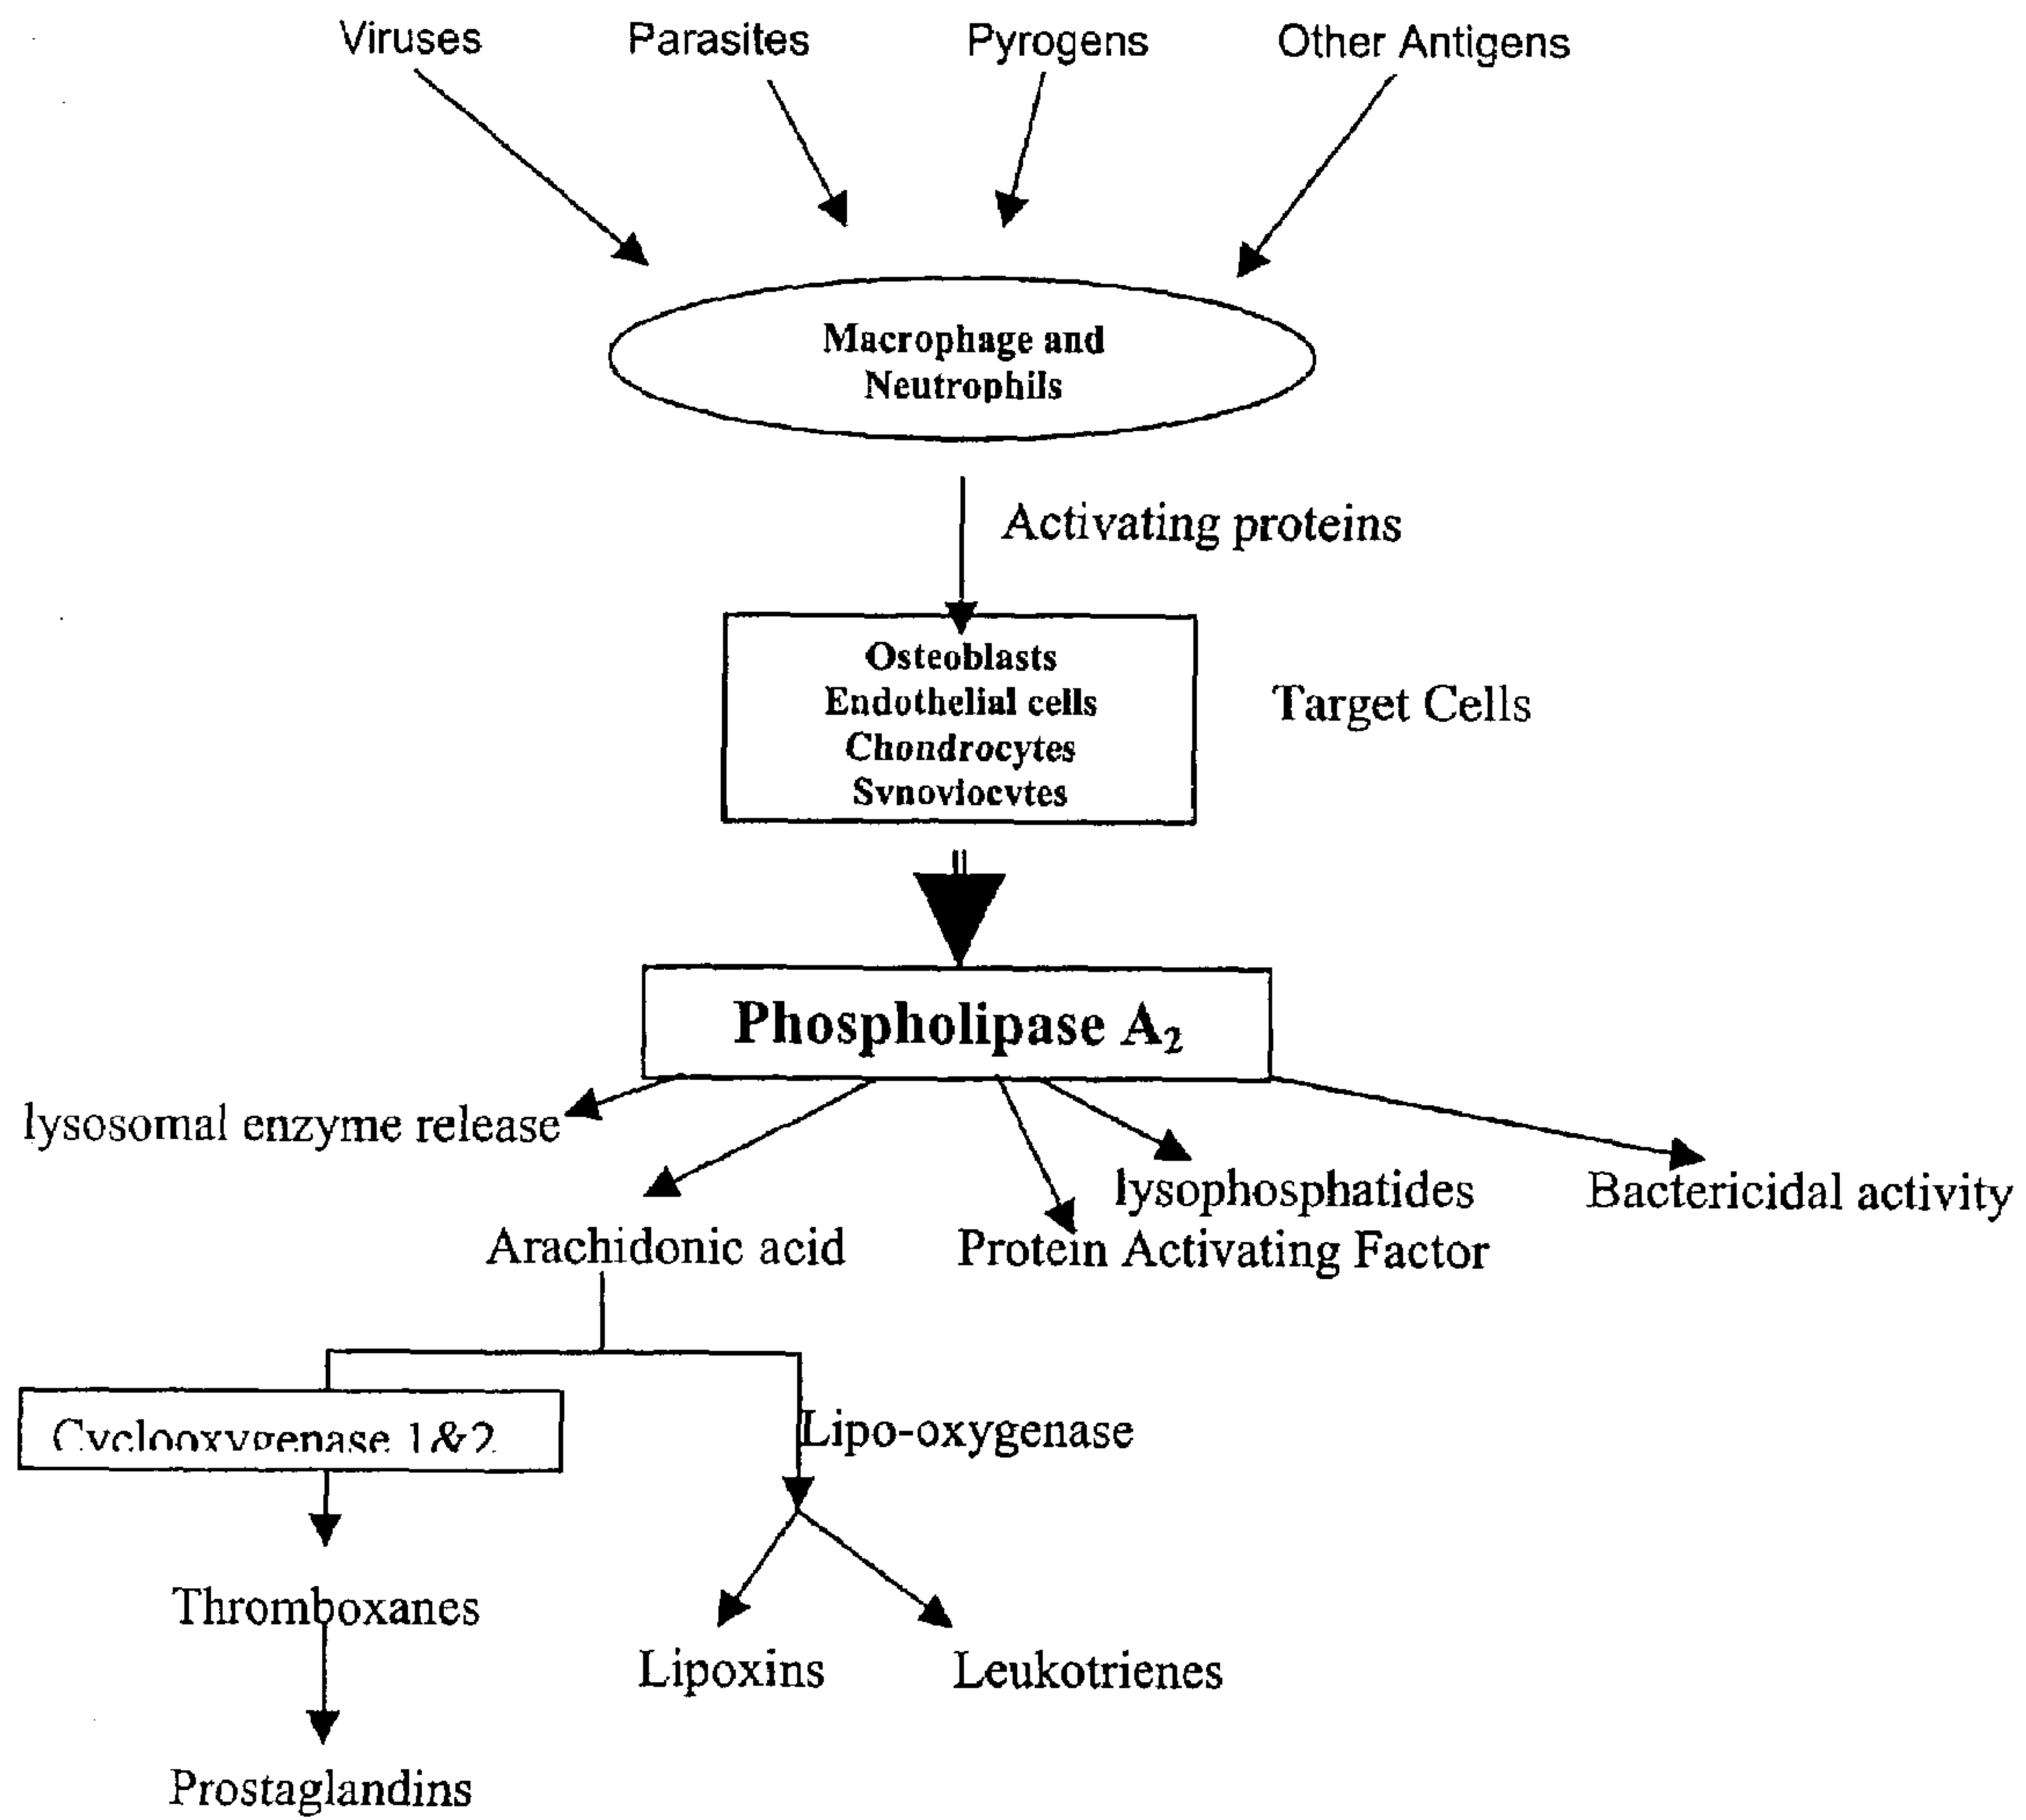 Viruses
Parasites
Pyrogens
Other Antigens
Macrophage and
Neutrophils
Activating proteins
Osteoblasts
Endothelial cells
Chondrocytes
Synoviocytes
Target Cells
Phospholipase A₂
lysosomal enzyme release
lysophosphatides
Bactericidal activity
Arachidonic acid
Protein Activating Factor
Cyclooxygenase 1&2
Lipo-oxygenase
Thromboxanes
Lipoxins
Leukotrienes
Prostaglandins